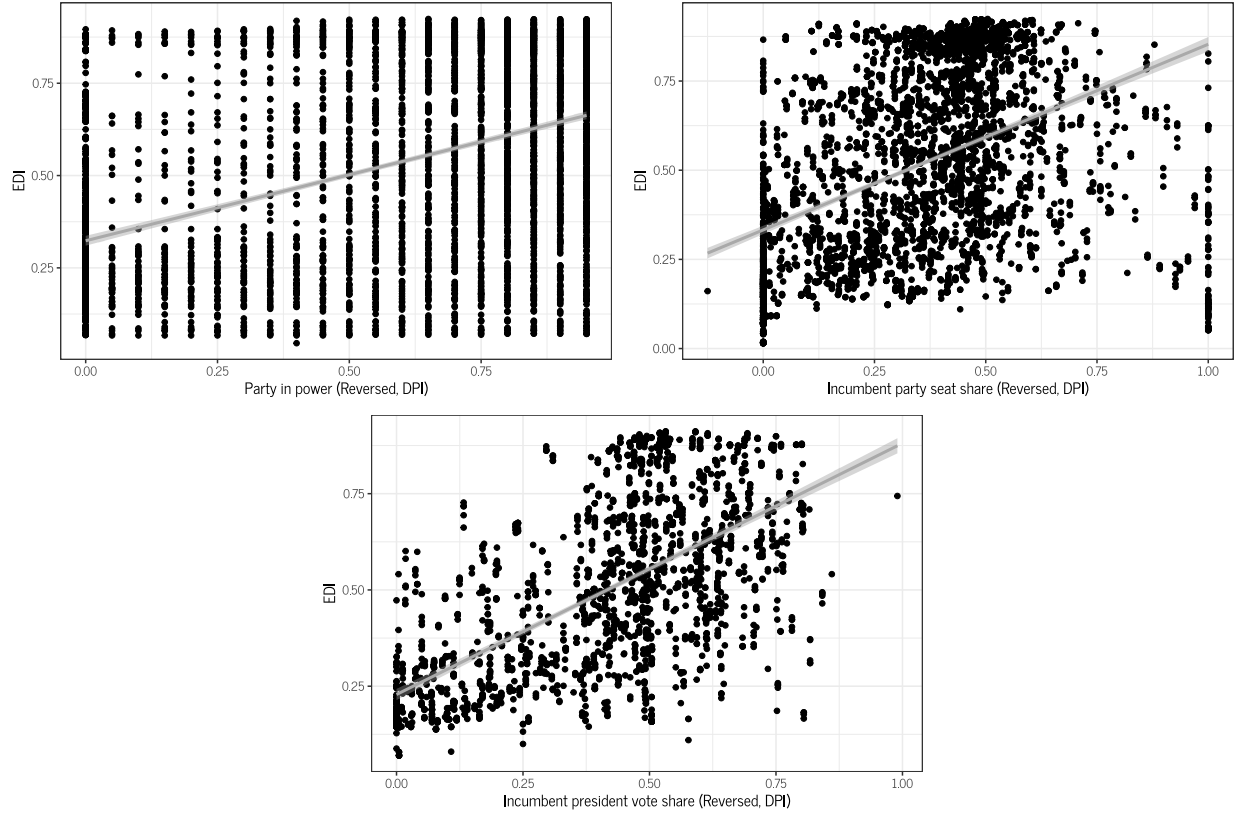 EDI
0.75
0.50
0.25
0.00 0.25 0.50 0.75
Party in power (Reversed, DPI)
EDI
0.75
0.50
0.25
0.00
0.00 0.25 0.50 0.75 1.00
Incumbent party seat share (Reversed, DPI)
EDI
0.75
0.50
0.25
0.00 0.25 0.50 0.75 1.00
Incumbent president vote share (Reversed, DPI)